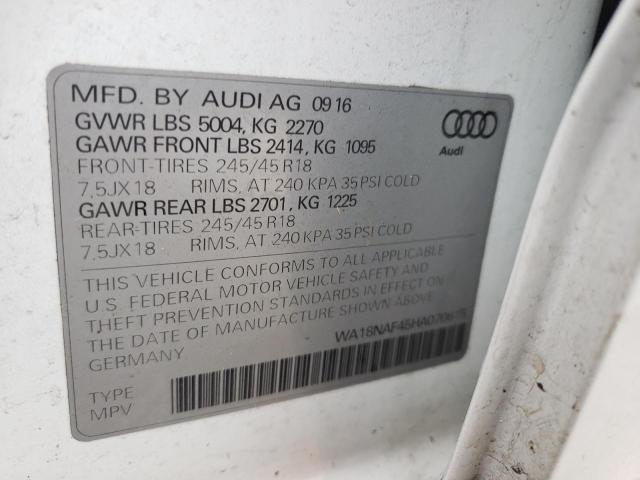 MFD. BY AUDI AG 09 16
GVWR LBS 5004, KG 2270
GAWR FRONT LBS 2414, KG 1095
FRONT-TIRES 245/45 R18
7,5JX18 RIMS, AT 240 KPA 35 PSI COLD
GAWR REAR LBS 2701, KG 1225
REAR-TIRES 245/45 R18
7,5JX18 RIMS, AT 240 KPA 35 PSI COLD
Audi
THIS VEHICLE CONFORMS TO ALL APPLICABLE
U.S. FEDERAL MOTOR VEHICLE SAFETY AND
THEFT PREVENTION STANDARDS IN EFFECT ON
THE DATE OF MANUFACTURE SHOWN ABOVE.
GERMANY
TYPE
MPV